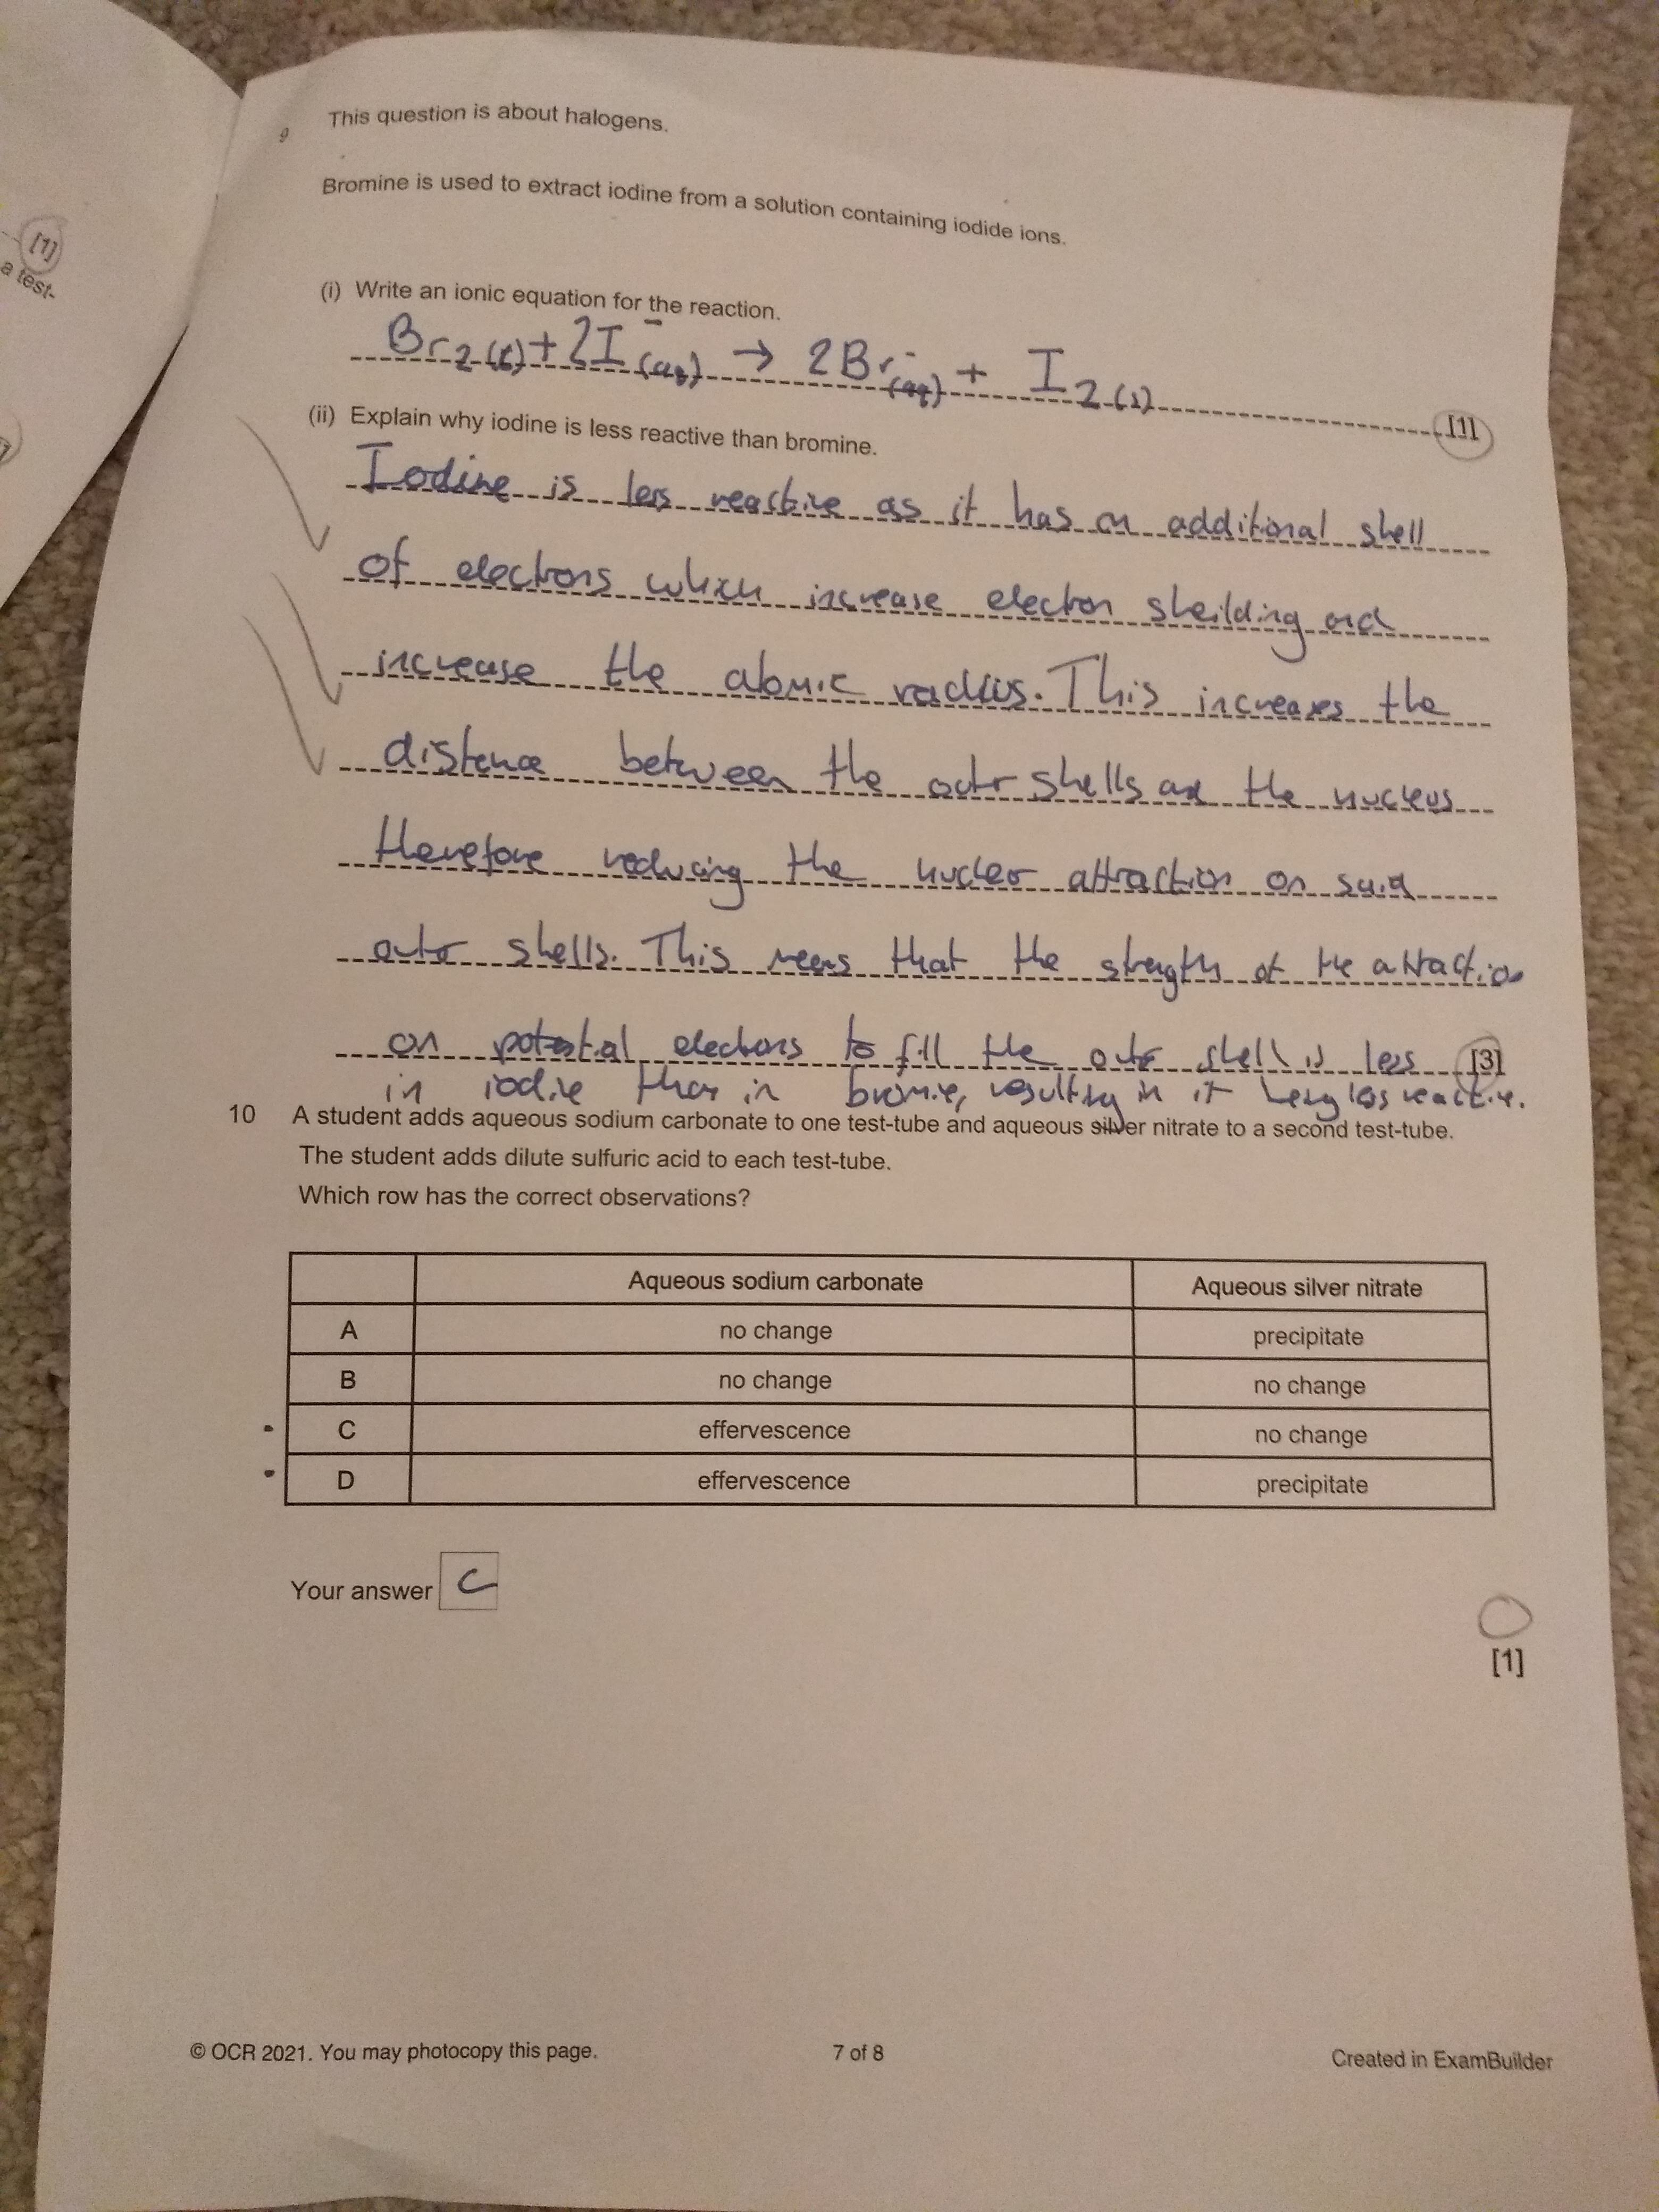 [1]
a test-
9
This question is about halogens.
Bromine is used to extract iodine from a solution containing iodide ions.
(i) Write an ionic equation for the reaction.
Br2(l) + 2I-(aq) → 2Br-(aq) + I2(s)
[1]
(ii) Explain why iodine is less reactive than bromine.
Iodine is less reactive as it has an additional shell
of electrons which increase electron sheilding and
increase the atomic radius. This increases the
distance between the outer shells and the nucleus
therefore reducing the nuclear attraction on said
outer shells. This means that the strength of the attraction
on potential electrons to fill the outer shell is less [3]
in iodine than in bromine, resulting in it being less reactive.
10 A student adds aqueous sodium carbonate to one test-tube and aqueous silver nitrate to a second test-tube.
The student adds dilute sulfuric acid to each test-tube.
Which row has the correct observations?
Aqueous sodium carbonate Aqueous silver nitrate
A no change precipitate
B no change no change
C effervescence no change
D effervescence precipitate
Your answer C
[1]
© OCR 2021. You may photocopy this page. 7 of 8 Created in ExamBuilder